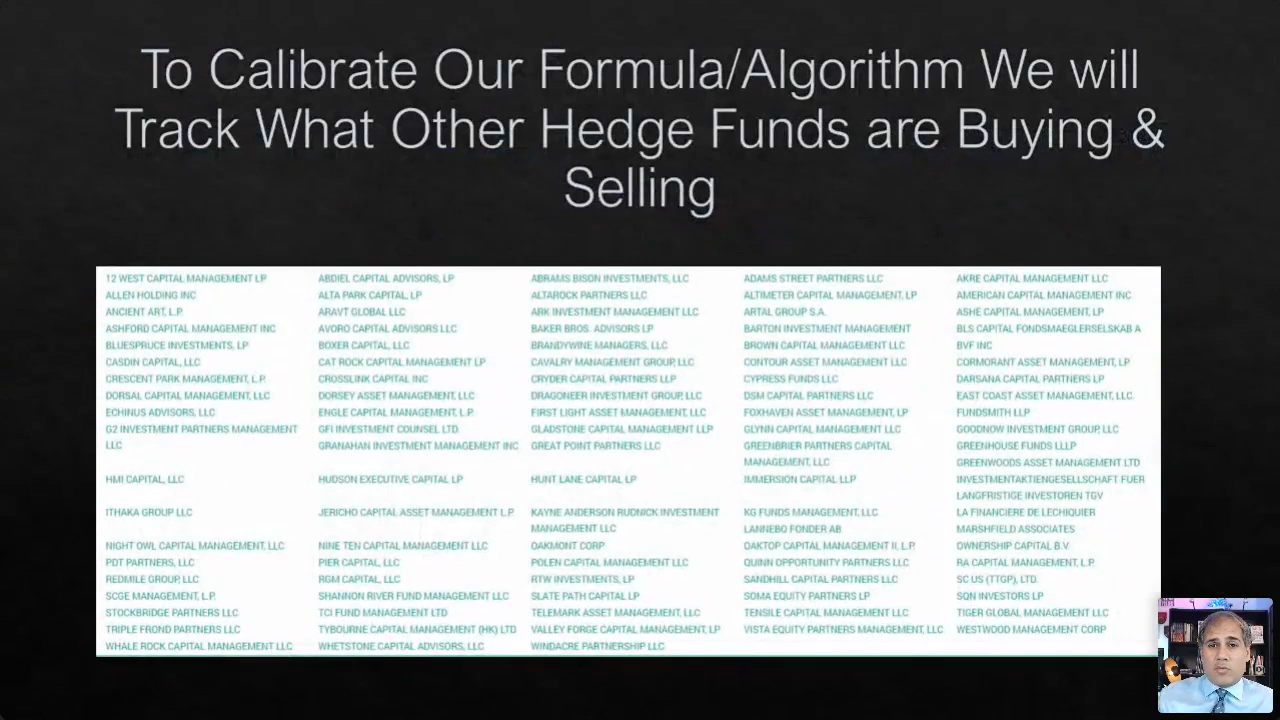 To Calibrate Our Formula/Algorithm We will
Track What Other Hedge Funds are Buying &
Selling
12 WEST CAPITAL MANAGEMENT LP ABDIEL CAPITAL ADVISORS, LP ABRAMS BISON INVESTMENTS, LLC ADAMS STREET PARTNERS LLC AKRE CAPITAL MANAGEMENT LLC
ALLEN HOLDING INC ALTA PARK CAPITAL, LP ALTAROCK PARTNERS LLC ALTIMETER CAPITAL MANAGEMENT, LP AMERICAN CAPITAL MANAGEMENT INC
ANCIENT ART, L.P. ARAVT GLOBAL LLC ARK INVESTMENT MANAGEMENT LLC ARTAL GROUP S.A. ASHE CAPITAL MANAGEMENT, LP
ASHFORD CAPITAL MANAGEMENT INC AVORO CAPITAL ADVISORS LLC BAKER BROS. ADVISORS LP BARTON INVESTMENT MANAGEMENT BLS CAPITAL FONDSMAEGLERSELSKAB A
BLUESPRUCE INVESTMENTS, LP BOXER CAPITAL, LLC BRANDYWINE MANAGERS, LLC BROWN CAPITAL MANAGEMENT LLC BVF INC
CASDIN CAPITAL, LLC CAT ROCK CAPITAL MANAGEMENT LP CAVALRY MANAGEMENT GROUP, LLC CONTOUR ASSET MANAGEMENT LLC CORMORANT ASSET MANAGEMENT, LP
CRESCENT PARK MANAGEMENT, L.P. CROSSLINK CAPITAL INC CRYDER CAPITAL PARTNERS LLP CYPRESS FUNDS LLC DARSANA CAPITAL PARTNERS LP
DORSAL CAPITAL MANAGEMENT, LLC DORSEY ASSET MANAGEMENT, LLC DRAGONEER INVESTMENT GROUP, LLC DSM CAPITAL PARTNERS LLC EAST COAST ASSET MANAGEMENT, LLC.
ECHINUS ADVISORS, LLC ENGLE CAPITAL MANAGEMENT, L.P. FIRST LIGHT ASSET MANAGEMENT, LLC FOXHAVEN ASSET MANAGEMENT, LP FUNDSMITH LLP
G2 INVESTMENT PARTNERS MANAGEMENT GFI INVESTMENT COUNSEL LTD. GLADSTONE CAPITAL MANAGEMENT LLP GLYNN CAPITAL MANAGEMENT LLC GOODNOW INVESTMENT GROUP, LLC
LLC GRANAHAN INVESTMENT MANAGEMENT INC GREAT POINT PARTNERS LLC GREENBRIER PARTNERS CAPITAL GREENHOUSE FUNDS LLLP
MANAGEMENT, LLC GREENWOODS ASSET MANAGEMENT LTD
HMI CAPITAL, LLC HUDSON EXECUTIVE CAPITAL LP HUNT LANE CAPITAL LP IMMERSION CAPITAL LLP INVESTMENTAKTIENGESELLSCHAFT FUER
LANGFRISTIGE INVESTOREN TGV
ITHAKA GROUP LLC JERICHO CAPITAL ASSET MANAGEMENT L.P. KAYNE ANDERSON RUDNICK INVESTMENT KG FUNDS MANAGEMENT, LLC LA FINANCIERE DE L'ECHIQUIER
MANAGEMENT LLC LANNEBO FONDER AB MARSHFIELD ASSOCIATES
NIGHT OWL CAPITAL MANAGEMENT, LLC NINE TEN CAPITAL MANAGEMENT LLC OAKMONT CORP OAKTOP CAPITAL MANAGEMENT II, L.P. OWNERSHIP CAPITAL B.V.
PDT PARTNERS, LLC PIER CAPITAL, LLC POLEN CAPITAL MANAGEMENT LLC QUINN OPPORTUNITY PARTNERS LLC RA CAPITAL MANAGEMENT, L.P.
REDMILE GROUP, LLC RGM CAPITAL, LLC RTW INVESTMENTS, LP SANDHILL CAPITAL PARTNERS LLC SC US (TTGP), LTD.
SCGE MANAGEMENT, L.P. SHANNON RIVER FUND MANAGEMENT LLC SLATE PATH CAPITAL LP SOMA EQUITY PARTNERS LP SQN INVESTORS LP
STOCKBRIDGE PARTNERS LLC TCI FUND MANAGEMENT LTD TELEMARK ASSET MANAGEMENT, LLC TENSILE CAPITAL MANAGEMENT LLC TIGER GLOBAL MANAGEMENT LLC
TRIPLE FROND PARTNERS LLC TYBOURNE CAPITAL MANAGEMENT (HK) LTD VALLEY FORGE CAPITAL MANAGEMENT, LP VISTA EQUITY PARTNERS MANAGEMENT, LLC WESTWOOD MANAGEMENT CORP
WHALE ROCK CAPITAL MANAGEMENT LLC WHETSTONE CAPITAL ADVISORS, LLC WINDACRE PARTNERSHIP LLC